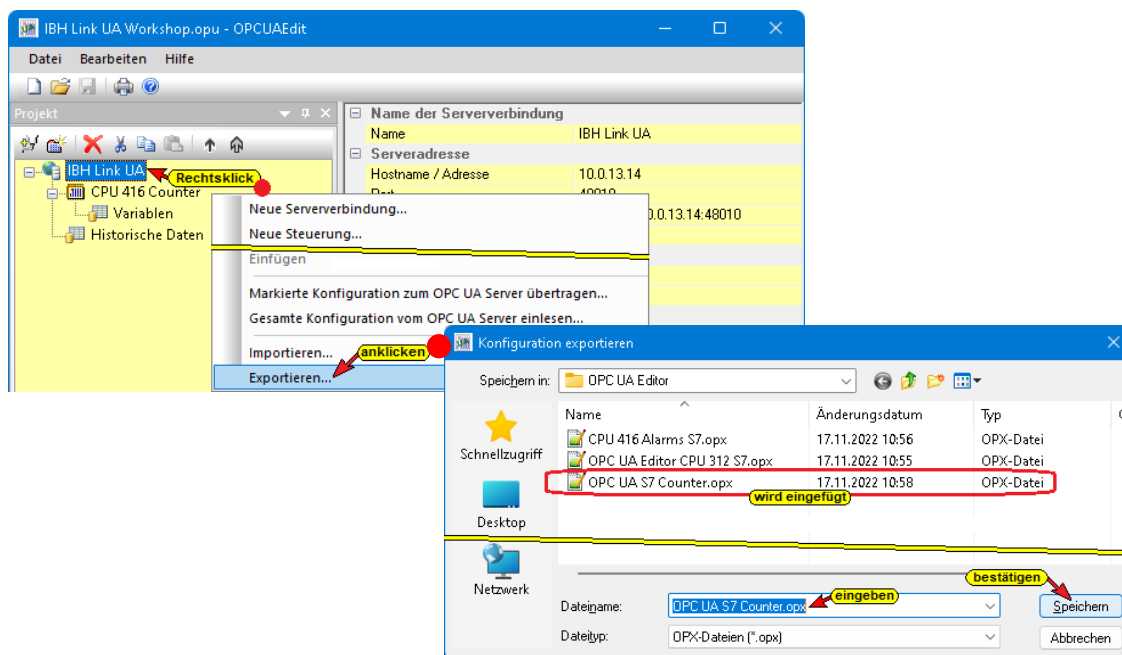 IBH Link UA Workshop.opu - OPCUAEdit
Datei Bearbeiten Hilfe
Projekt
Name der Serververbindung
Name IBH Link UA
Serveradresse
Hostname / Adresse 10.0.13.14
Port 48010
0.0.13.14:48010
IBH Link UA
Rechtsklick
CPU 416 Counter
Variablen
Historische Daten
Neue Serververbindung...
Neue Steuerung...
Einfügen
Markierte Konfiguration zum OPC UA Server übertragen...
Gesamte Konfiguration vom OPC UA Server einlesen...
Importieren...
anklicken
Exportieren...
Konfiguration exportieren
Speichern in: OPC UA Editor
Name Änderungsdatum Typ
CPU 416 Alarms S7.opx 17.11.2022 10:56 OPX-Datei
OPC UA Editor CPU 312 S7.opx 17.11.2022 10:55 OPX-Datei
OPC UA S7 Counter.opx 17.11.2022 10:58 OPX-Datei
wird eingefügt
Schnellzugriff
Desktop
Netzwerk
bestätigen
Dateiname: OPC UA S7 Counter.opx eingeben Speichern
Dateityp: OPX-Dateien (*.opx) Abbrechen